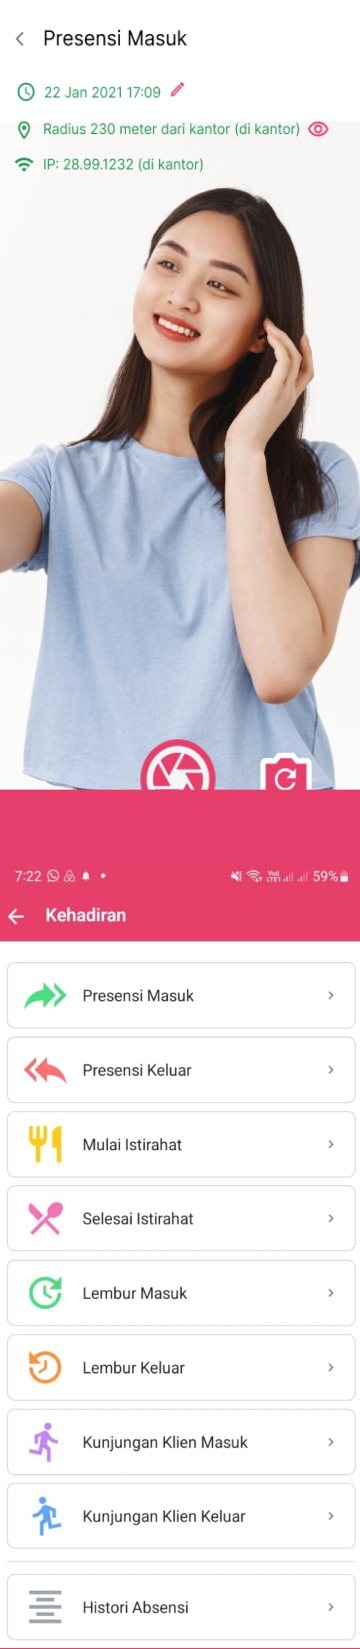 Presensi Masuk
22 Jan 2021 17:09
Radius 230 meter dari kantor (di kantor)
IP: 28.99.1232 (di kantor)
7:22 59%
Kehadiran
Presensi Masuk
Presensi Keluar
Mulai Istirahat
Selesai Istirahat
Lembur Masuk
Lembur Keluar
Kunjungan Klien Masuk
Kunjungan Klien Keluar
Histori Absensi